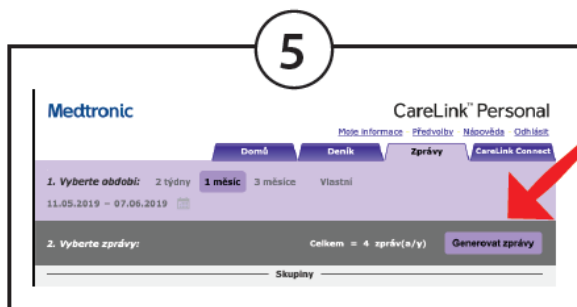 5
Medtronic
CareLink™ Personal
Moje informace Předvolby Nápověda Odhlásit
Domů Deník Zprávy CareLink Connect
1. Vyberte období: 2 týdny 1 měsíc 3 měsíce Vlastní
11.05.2019 – 07.06.2019
2. Vyberte zprávy: Celkem = 4 zpráv(a/y) Generovat zprávy
Skupiny